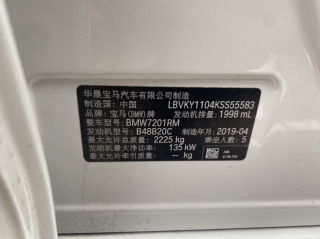 华晨宝马汽车有限公司制造
制造国：中国 LBVKY1104KSS55583
品牌：宝马(BMW)牌 发动机排量：1998 mL
整车型号：BMW7201RM
发动机型号：B48B20C 制造年月：2019-04
最大允许总质量：2225 kg 乘坐人数：5
发动机最大净功率：135 kW
最大允许牵引质量：-- kg